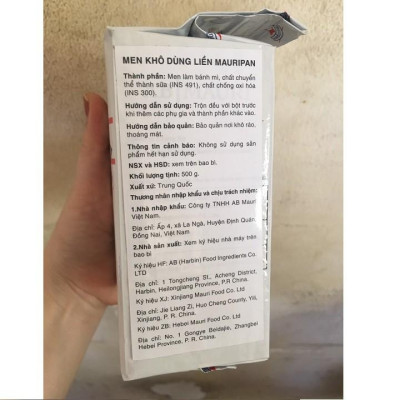 MEN KHÔ DÙNG LIỀN MAURIPAN
Thành phần: Men làm bánh mì, chất chuyển
thể thành sữa (INS 491), chất chống oxi hóa
(INS 300).
Hướng dẫn sử dụng: Trộn đều với bột trước
khi thêm các phụ gia và thành phần khác vào.
Hướng dẫn bảo quản: Bảo quản nơi khô ráo,
thoáng mát.
Thông tin cảnh báo: Không sử dụng sản
phẩm hết hạn sử dụng.
NSX và HSD: xem trên bao bì.
Khối lượng tịnh: 500 g.
Xuất xứ: Trung Quốc
Thương nhân nhập khẩu và chịu trách nhiệm:
1.Nhà nhập khẩu: Công ty TNHH AB Mauri
Việt Nam.
Địa chỉ: Ấp 4, xã La Ngà, Huyện Định Quán,
Đồng Nai, Việt Nam
2.Nhà sản xuất: Xem ký hiệu nhà máy trên
bao bì
Ký hiệu HF: AB (Harbin) Food Ingredients Co
LTD
Địa chỉ: 1 Tongcheng St., Acheng District,
Harbin, Heilongjiang Province, P.R China
Ký hiệu XJ: Xinjiang Mauri Food Co. Ltd
Địa chỉ: Jie Liang Zi, Huo Cheng County, Yili,
Xinjiang, P. R. China.
Ký hiệu ZB: Hebei Mauri Food Co. Ltd
Địa chỉ: No. 1 Gongye Beidajie, Zhangbei
Hebei Province, P. R. China.